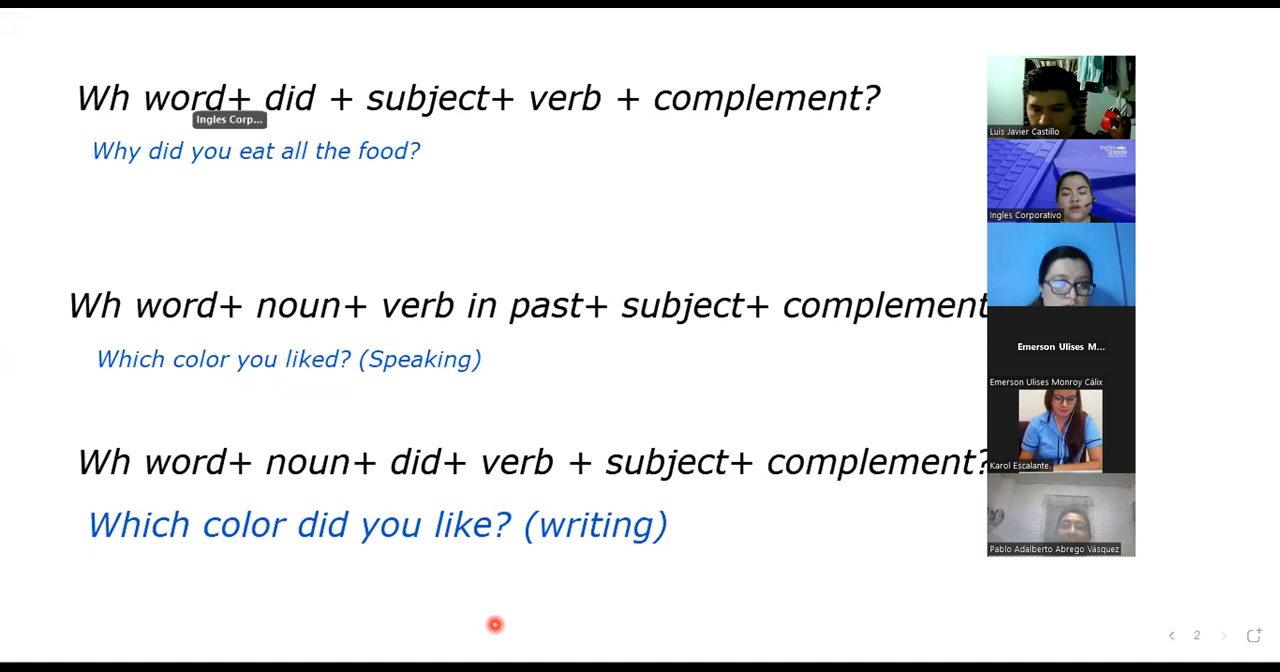 Wh word+ did + subject+ verb + complement?
Ingles Corp...
Why did you eat all the food?
Wh word+ noun+ verb in past+ subject+ complement
Which color you liked? (Speaking)
Wh word+ noun+ did+ verb + subject+ complement?
Which color did you like? (writing)
Luis Javier Castillo
Ingles Corporativo
Emerson Ulises M...
Emerson Ulises Monroy Cálix
Karol Escalante.
Pablo Adalberto Abrego Vásquez
2